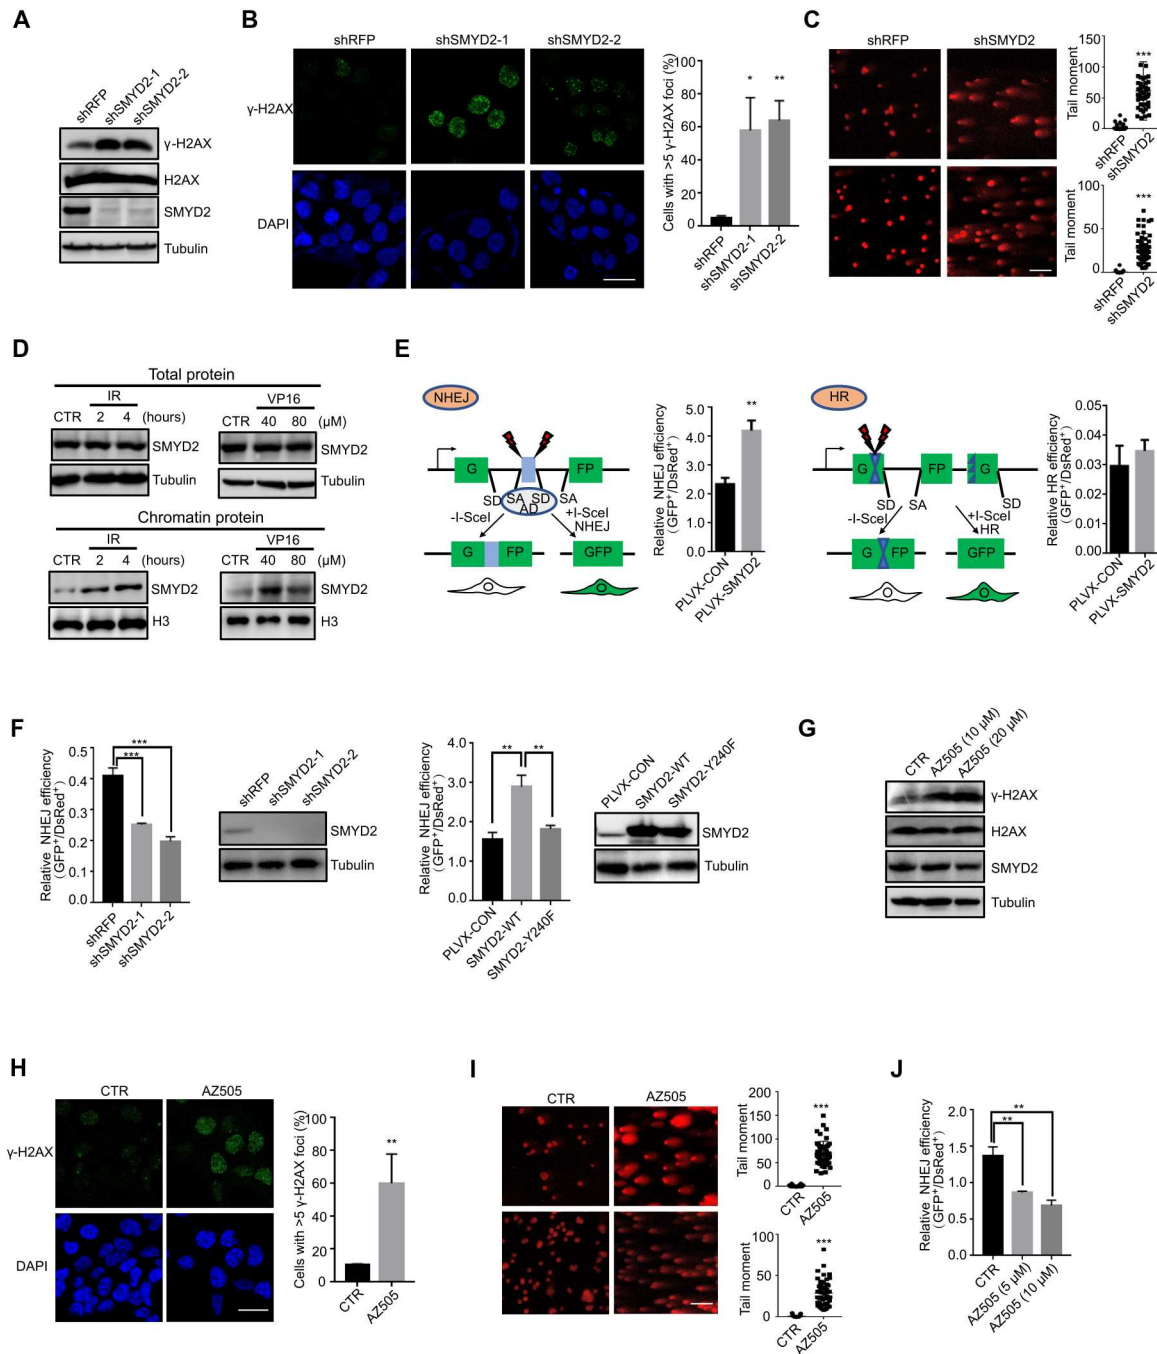 A
shRFP
shSMYD2-1
shSMYD2-2
γ-H2AX
H2AX
SMYD2
Tubulin
B
shRFP
shSMYD2-1
shSMYD2-2
γ-H2AX
DAPI
Cells with >5 γ-H2AX foci (%)
100
80
60
40
20
0
*
**
shRFP
shSMYD2-1
shSMYD2-2
C
shRFP
shSMYD2
Tail moment
150
100
50
0
***
shRFP
shSMYD2
Tail moment
100
50
0
***
shRFP
shSMYD2
D
Total protein
IR
CTR 2 4 (hours)
SMYD2
Tubulin
VP16
CTR 40 80 (μM)
SMYD2
Tubulin
Chromatin protein
IR
CTR 2 4 (hours)
SMYD2
H3
VP16
CTR 40 80 (μM)
SMYD2
H3
E
NHEJ
G
FP
SD
SA SD
AD
SA
-I-SceI
+I-SceI
NHEJ
G FP
GFP
Relative NHEJ efficiency
(GFP⁺/DsRed⁺)
5.0
4.0
3.0
2.0
1.0
0.0
**
PLVX-CON
PLVX-SMYD2
HR
G
FP
G
SD
SA
SD
-I-SceI
+I-SceI
HR
G FP
GFP
Relative HR efficiency
(GFP⁺/DsRed⁺)
0.05
0.04
0.03
0.02
0.01
0.00
PLVX-CON
PLVX-SMYD2
F
Relative NHEJ efficiency
(GFP⁺/DsRed⁺)
0.5
0.4
0.3
0.2
0.1
0.0
***
***
shRFP
shSMYD2-1
shSMYD2-2
shRFP
shSMYD2-1
shSMYD2-2
SMYD2
Tubulin
Relative NHEJ efficiency
(GFP⁺/DsRed⁺)
4.0
3.0
2.0
1.0
0.0
**
**
PLVX-CON
SMYD2-WT
SMYD2-Y240F
PLVX-CON
SMYD2-WT
SMYD2-Y240F
SMYD2
Tubulin
G
CTR
AZ505 (10 μM)
AZ505 (20 μM)
γ-H2AX
H2AX
SMYD2
Tubulin
H
CTR
AZ505
γ-H2AX
DAPI
Cells with >5 γ-H2AX foci (%)
100
80
60
40
20
0
**
CTR
AZ505
I
CTR
AZ505
Tail moment
200
150
100
50
0
***
CTR
AZ505
Tail moment
100
50
0
***
CTR
AZ505
J
Relative NHEJ efficiency
(GFP⁺/DsRed⁺)
2.0
1.5
1.0
0.5
0.0
**
**
CTR
AZ505 (5 μM)
AZ505 (10 μM)